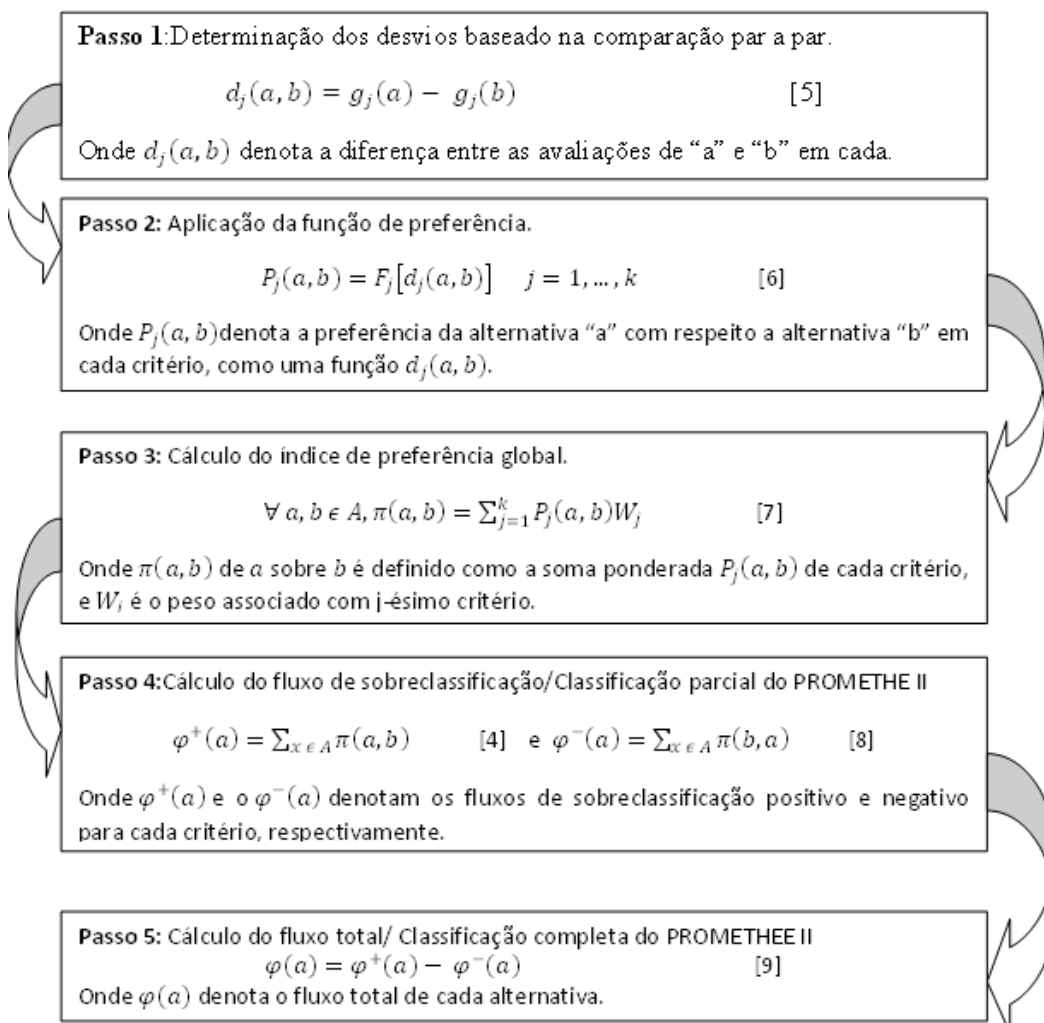 Passo 1:Determinação dos desvios baseado na comparação par a par.
d_j(a, b) = g_j(a) − g_j(b) [5]
Onde d_j(a, b) denota a diferença entre as avaliações de “a” e “b” em cada.
Passo 2: Aplicação da função de preferência.
P_j(a, b) = F_j[d_j(a, b)] j = 1, … , k [6]
Onde P_j(a, b)denota a preferência da alternativa “a” com respeito a alternativa “b” em
cada critério, como uma função d_j(a, b).
Passo 3: Cálculo do índice de preferência global.
∀ a, b ϵ A, π(a, b) = ∑_{j=1}^{k} P_j(a, b)W_j [7]
Onde π(a, b) de a sobre b é definido como a soma ponderada P_j(a, b) de cada critério,
e W_j é o peso associado com j-ésimo critério.
Passo 4:Cálculo do fluxo de sobreclassificação/Classificação parcial do PROMETHE II
φ⁺(a) = ∑_{x ϵ A} π(a, b) [4] e φ⁻(a) = ∑_{x ϵ A} π(b, a) [8]
Onde φ⁺(a) e o φ⁻(a) denotam os fluxos de sobreclassificação positivo e negativo
para cada critério, respectivamente.
Passo 5: Cálculo do fluxo total/ Classificação completa do PROMETHEE II
φ(a) = φ⁺(a) − φ⁻(a) [9]
Onde φ(a) denota o fluxo total de cada alternativa.